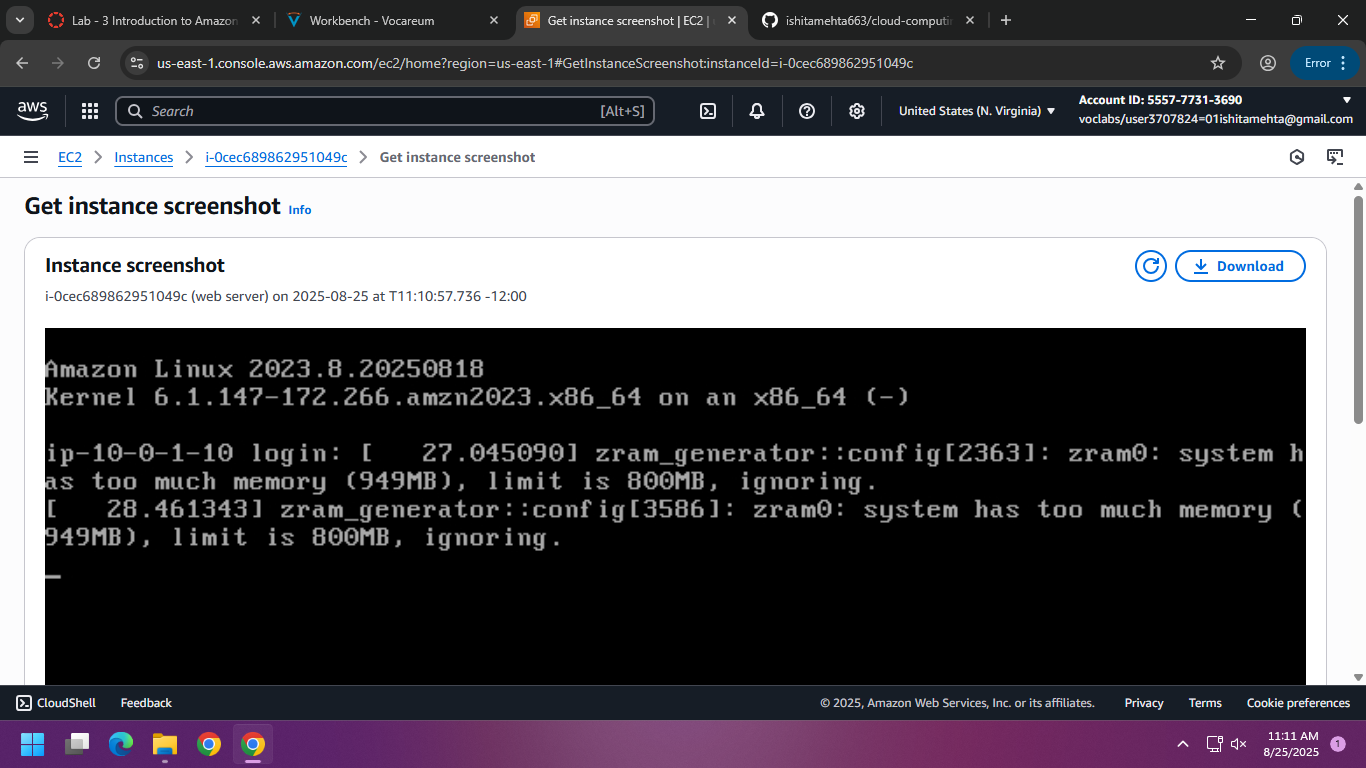 Lab - 3 Introduction to Amazon
Workbench - Vocareum
Get instance screenshot | EC2 |
ishitamehta663/cloud-computin
us-east-1.console.aws.amazon.com/ec2/home?region=us-east-1#GetInstanceScreenshot:instanceId=i-0cec689862951049c
Error
aws
Search
[Alt+S]
United States (N. Virginia)
Account ID: 5557-7731-3690
voclabs/user3707824=01ishitamehta@gmail.com
EC2 > Instances > i-0cec689862951049c > Get instance screenshot
Get instance screenshot Info
Instance screenshot
Download
i-0cec689862951049c (web server) on 2025-08-25 at T11:10:57.736 -12:00
Amazon Linux 2023.8.20250818
Kernel 6.1.147-172.266.amzn2023.x86_64 on an x86_64 (-)
ip-10-0-1-10 login: [   27.045090] zram_generator::config[2363]: zram0: system h
as too much memory (949MB), limit is 800MB, ignoring.
[   28.461343] zram_generator::config[3586]: zram0: system has too much memory (
949MB), limit is 800MB, ignoring.
CloudShell
Feedback
© 2025, Amazon Web Services, Inc. or its affiliates.
Privacy
Terms
Cookie preferences
11:11 AM
8/25/2025
1